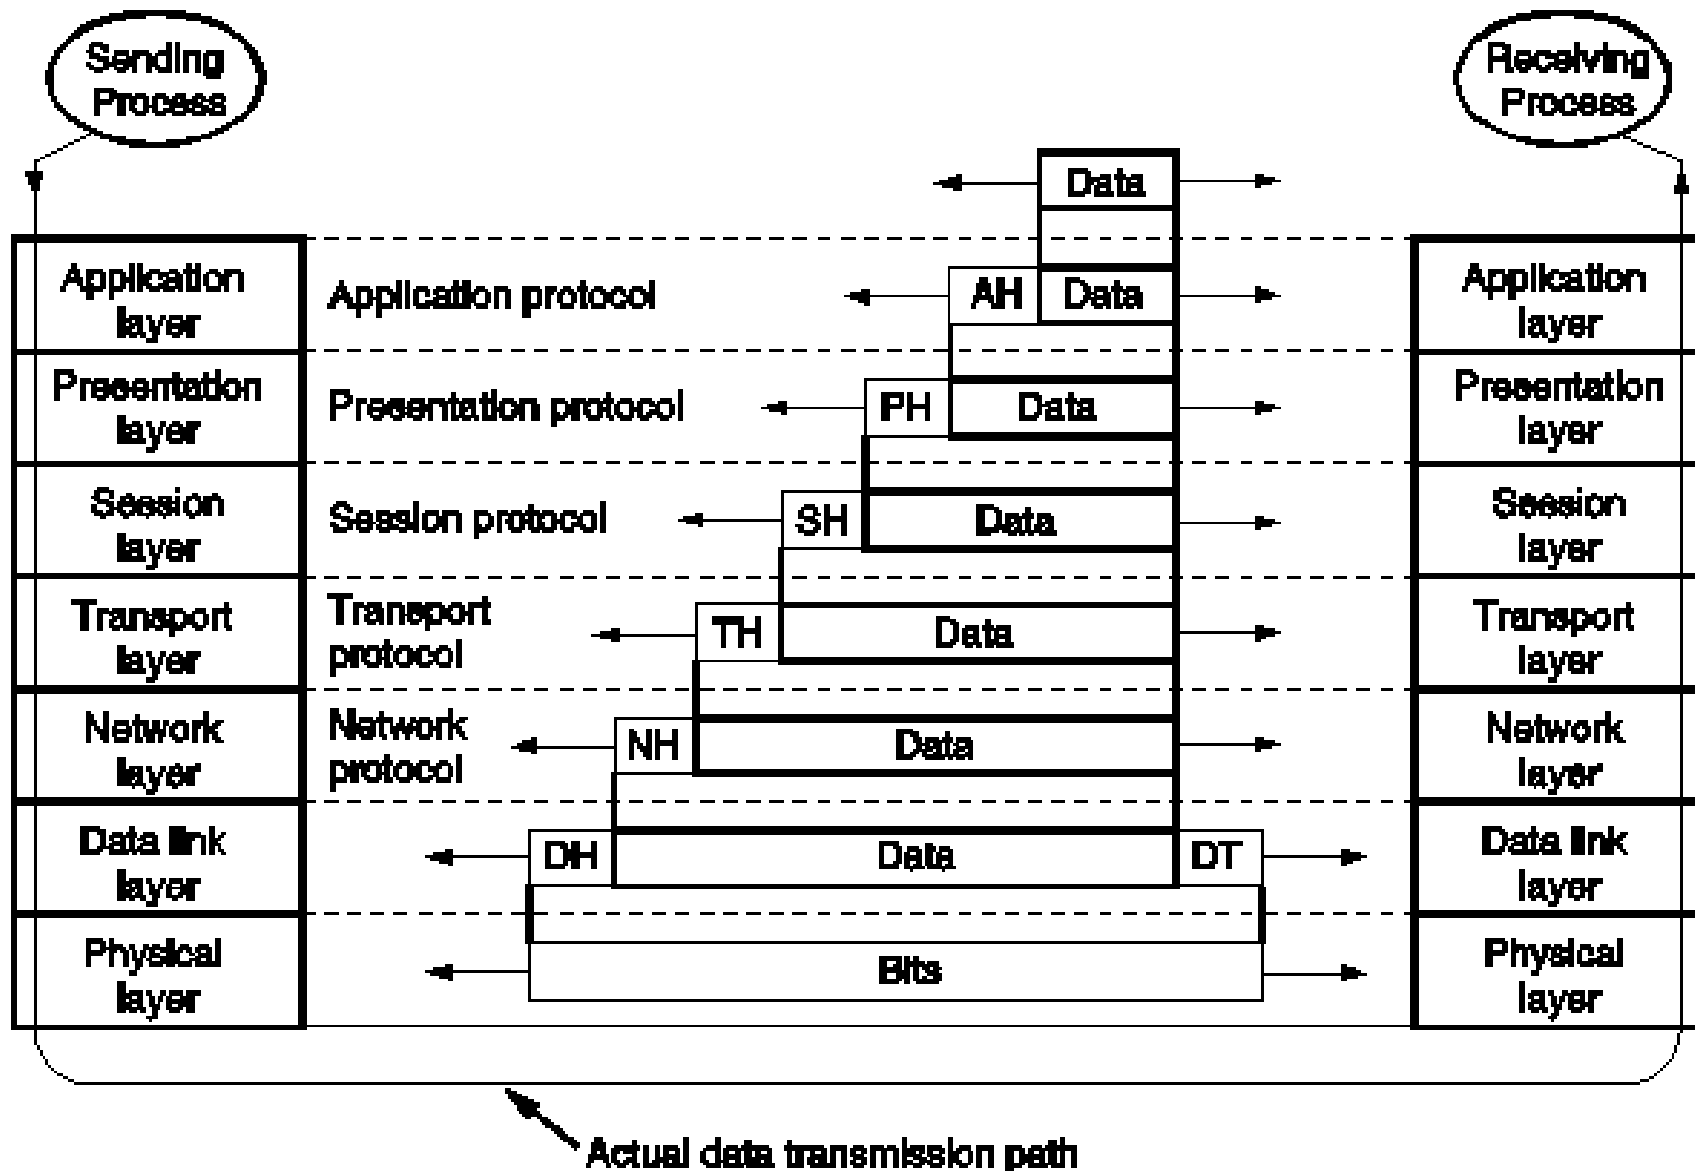 Sending
Process
Receiving
Process
Data
Application
layer
Application protocol
AH
Data
Application
layer
Presentation
layer
Presentation protocol
PH
Data
Presentation
layer
Session
layer
Session protocol
SH
Data
Session
layer
Transport
layer
Transport
protocol
TH
Data
Transport
layer
Network
layer
Network
protocol
NH
Data
Network
layer
Data link
layer
DH
Data
DT
Data link
layer
Physical
layer
Bits
Physical
layer
Actual data transmission path